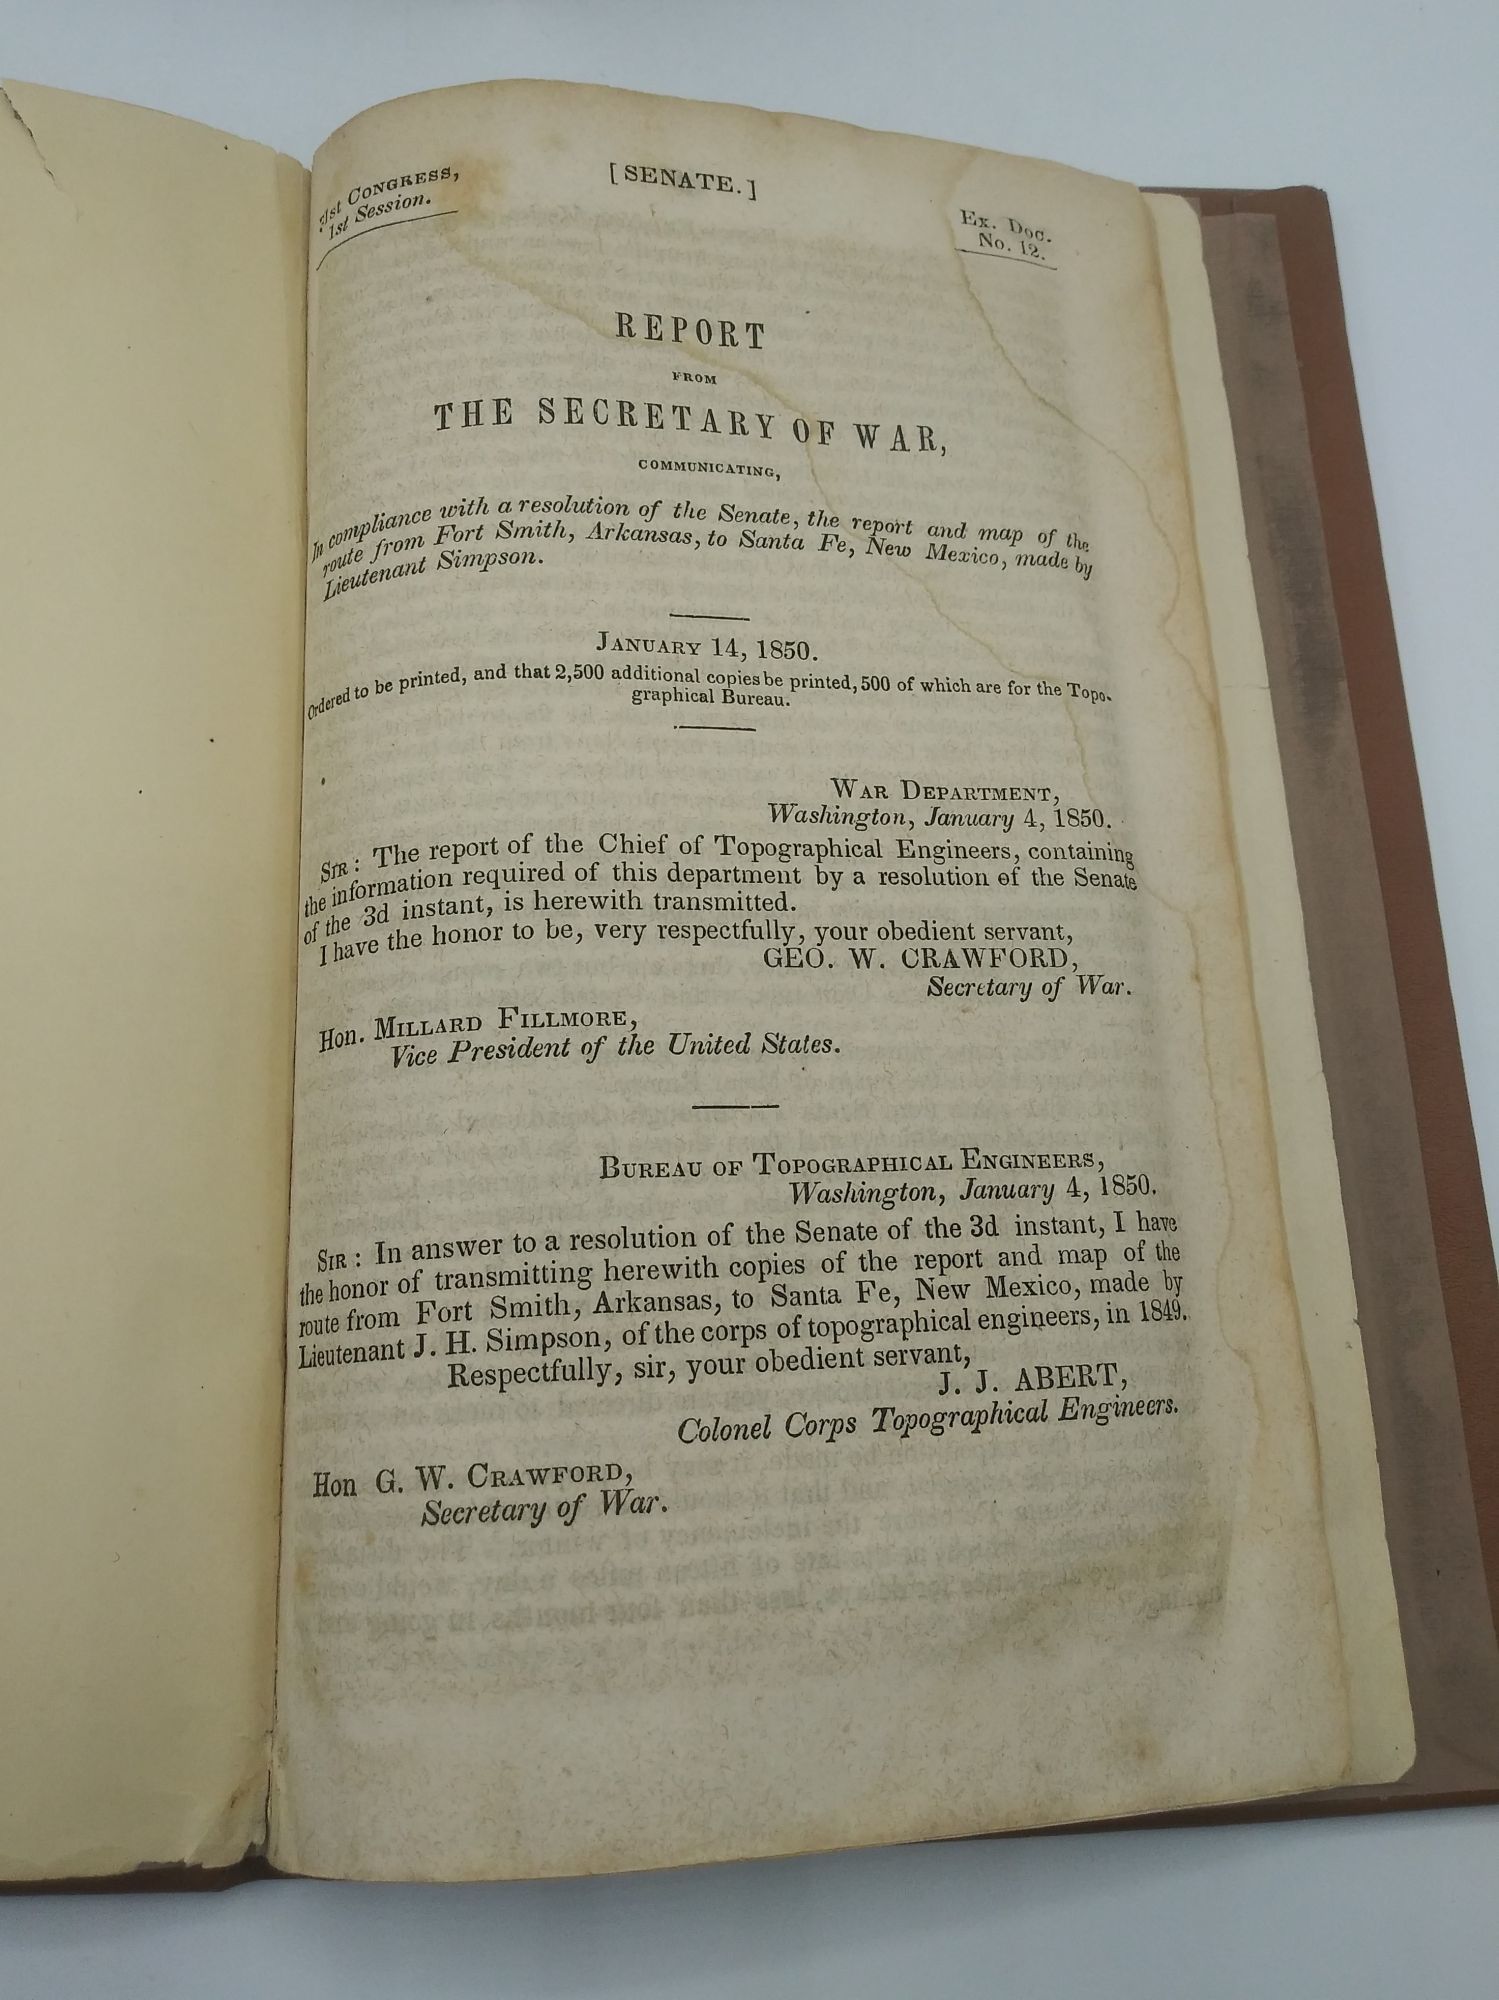 31st Congress,
1st Session.
[SENATE.]
Ex. Doc.
No. 12.
REPORT
FROM
THE SECRETARY OF WAR,
COMMUNICATING,
In compliance with a resolution of the Senate, the report and map of the
route from Fort Smith, Arkansas, to Santa Fe, New Mexico, made by
Lieutenant Simpson.
January 14, 1850.
Ordered to be printed, and that 2,500 additional copies be printed, 500 of which are for the Topo-
graphical Bureau.
War Department,
Washington, January 4, 1850.
Sir: The report of the Chief of Topographical Engineers, containing
the information required of this department by a resolution of the Senate
of the 3d instant, is herewith transmitted.
I have the honor to be, very respectfully, your obedient servant,
GEO. W. CRAWFORD,
Secretary of War.
Hon. Millard Fillmore,
Vice President of the United States.
Bureau of Topographical Engineers,
Washington, January 4, 1850.
Sir: In answer to a resolution of the Senate of the 3d instant, I have
the honor of transmitting herewith copies of the report and map of the
route from Fort Smith, Arkansas, to Santa Fe, New Mexico, made by
Lieutenant J. H. Simpson, of the corps of topographical engineers, in 1849.
Respectfully, sir, your obedient servant,
J. J. ABERT,
Colonel Corps Topographical Engineers.
Hon G. W. Crawford,
Secretary of War.